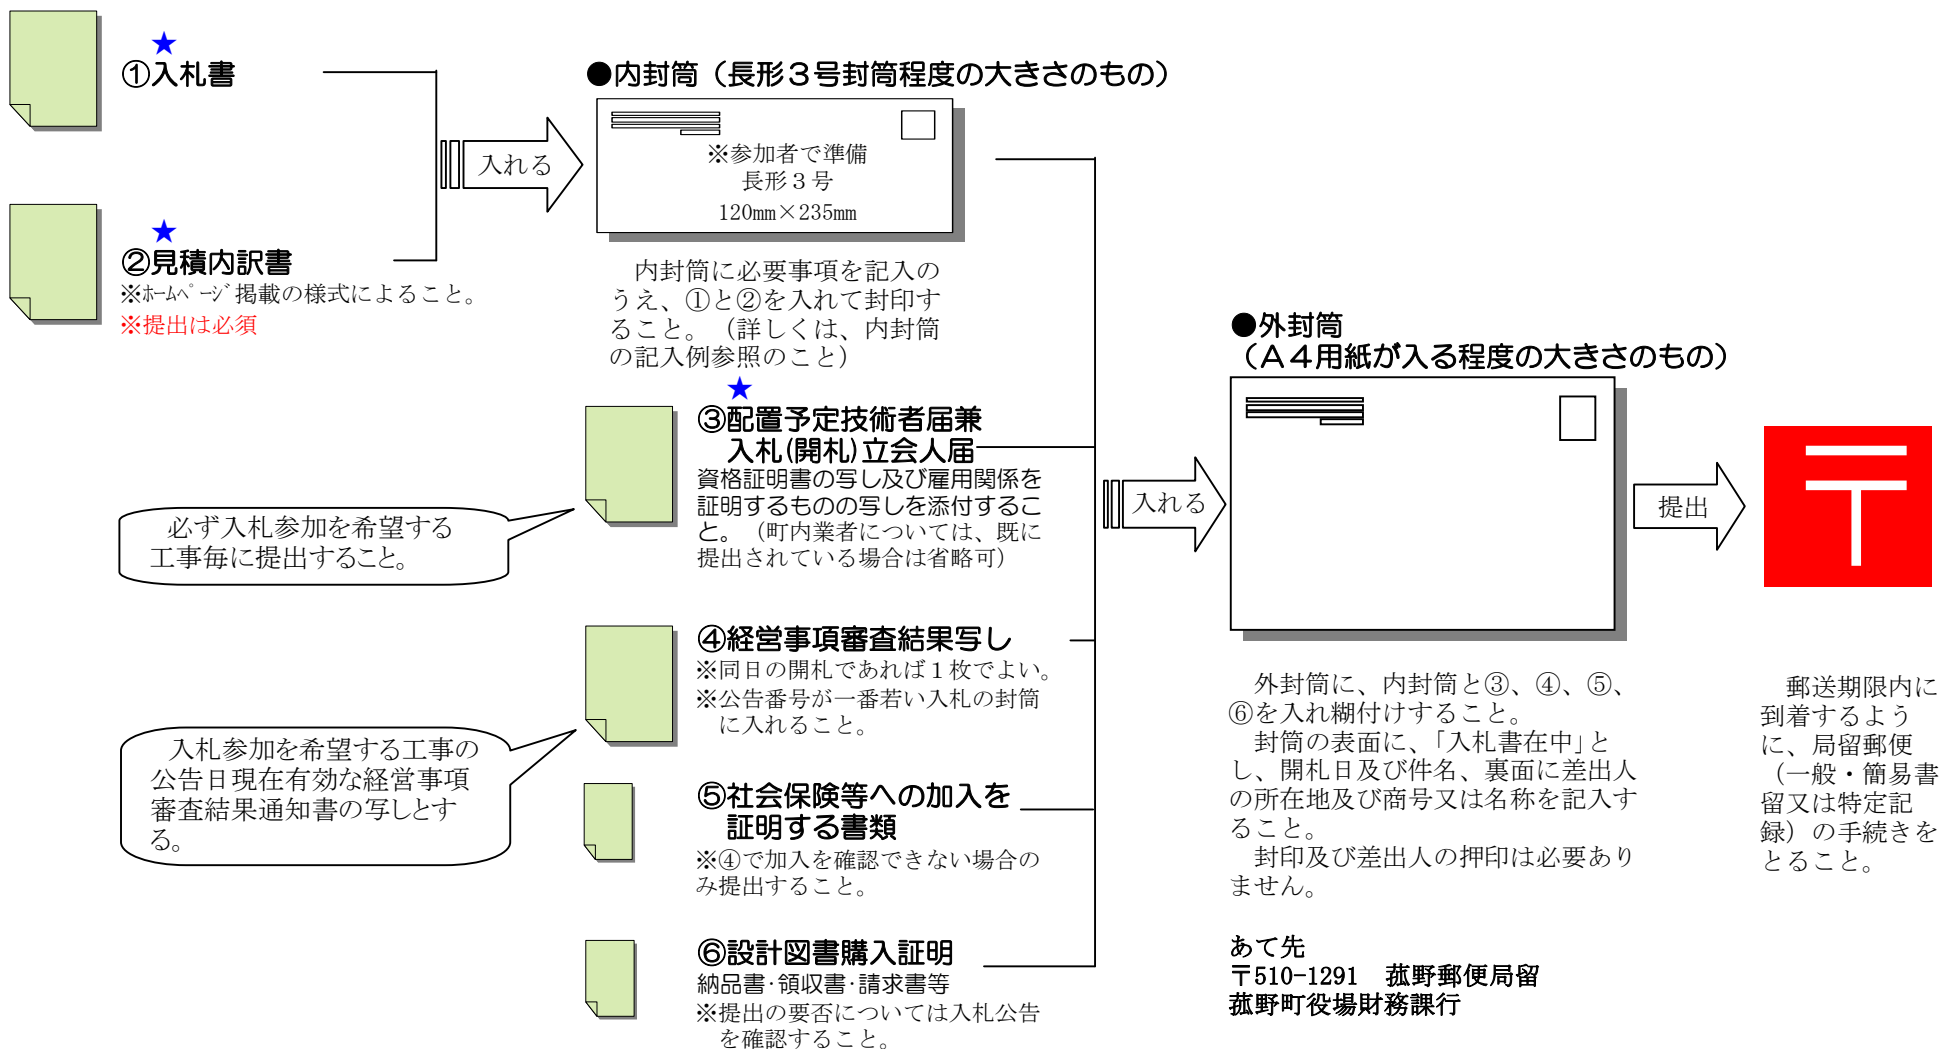 ★
①入札書
★
②見積内訳書
※ﾎｰﾑﾍﾟｰｼﾞ掲載の様式によること。
※提出は必須
入れる
●内封筒（長形３号封筒程度の大きさのもの）
※参加者で準備
長形３号
120mm×235mm
　内封筒に必要事項を記入の
うえ、①と②を入れて封印す
ること。（詳しくは、内封筒
の記入例参照のこと）
★
③配置予定技術者届兼
入札(開札)立会人届
資格証明書の写し及び雇用関係を
証明するものの写しを添付するこ
と。（町内業者については、既に
提出されている場合は省略可）
　必ず入札参加を希望する
工事毎に提出すること。
④経営事項審査結果写し
※同日の開札であれば１枚でよい。
※公告番号が一番若い入札の封筒
に入れること。
　入札参加を希望する工事の
公告日現在有効な経営事項
審査結果通知書の写しとす
る。
⑤社会保険等への加入を
証明する書類
※④で加入を確認できない場合の
み提出すること。
⑥設計図書購入証明
納品書･領収書･請求書等
※提出の要否については入札公告
を確認すること。
入れる
●外封筒
（Ａ４用紙が入る程度の大きさのもの）
　外封筒に、内封筒と③、④、⑤、
⑥を入れ糊付けすること。
　封筒の表面に、「入札書在中」と
し、開札日及び件名、裏面に差出人
の所在地及び商号又は名称を記入す
ること。
　封印及び差出人の押印は必要あり
ません。
あて先
〒510-1291　菰野郵便局留
菰野町役場財務課行
提出
〒
　郵送期限内に
到着するよう
に、局留郵便
（一般・簡易書
留又は特定記
録）の手続きを
とること。